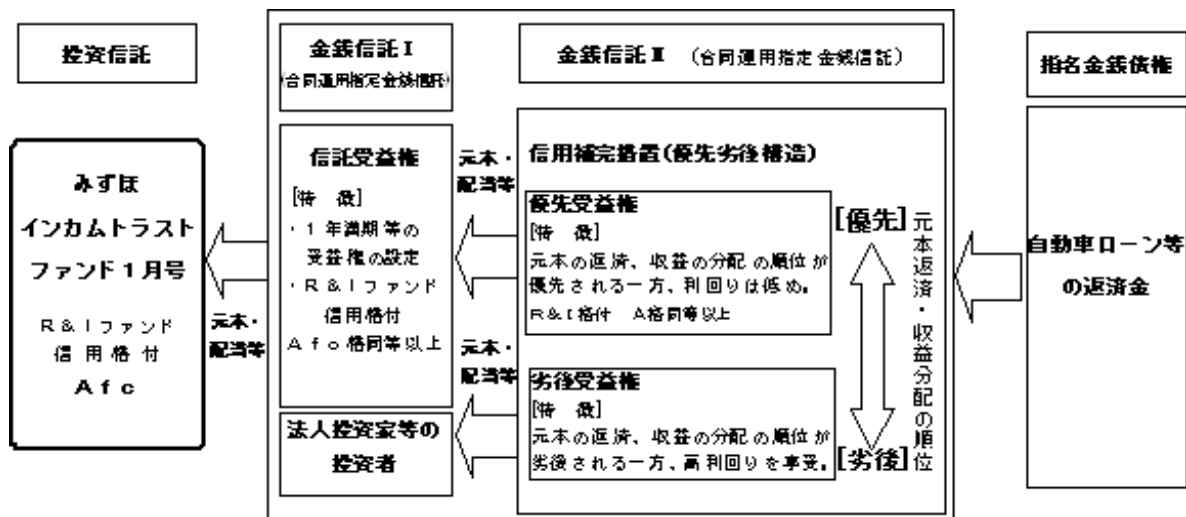 投資信託
みずほ
インカムトラスト
ファンド1月号
R&Iファンド
信用格付
Afc
元本・
配当等
金銭信託Ⅰ
(合同運用指定金銭信託)
信託受益権
[特 徴]
・1年満期等の
受益権の設定
・R&Iファンド
信用格付
Afc格同等以上
法人投資家等の
投資者
元本・
配当等
元本・
配当等
金銭信託Ⅱ (合同運用指定金銭信託)
信用補完措置(優先劣後構造)
優先受益権
[特 徴]
元本の返済、収益の分配の順位が
優先される一方、利回りは低め。
R&I格付 A格同等以上
劣後受益権
[特 徴]
元本の返済、収益の分配の順位が
劣後される一方、高利回りを享受。
[優先]
[劣後]
元本返済・収益分配の順位
指名金銭債権
自動車ローン等
の返済金